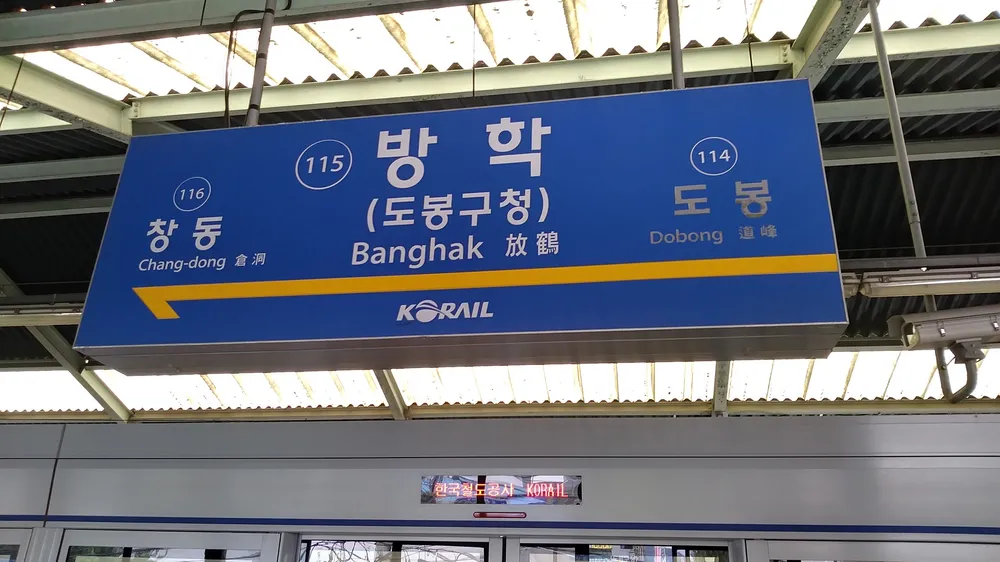 116
창동
Chang-dong 倉洞
115
방학
(도봉구청)
Banghak 放鶴
114
도봉
Dobong 道峰
KORAIL
한국철도공사 KORAIL